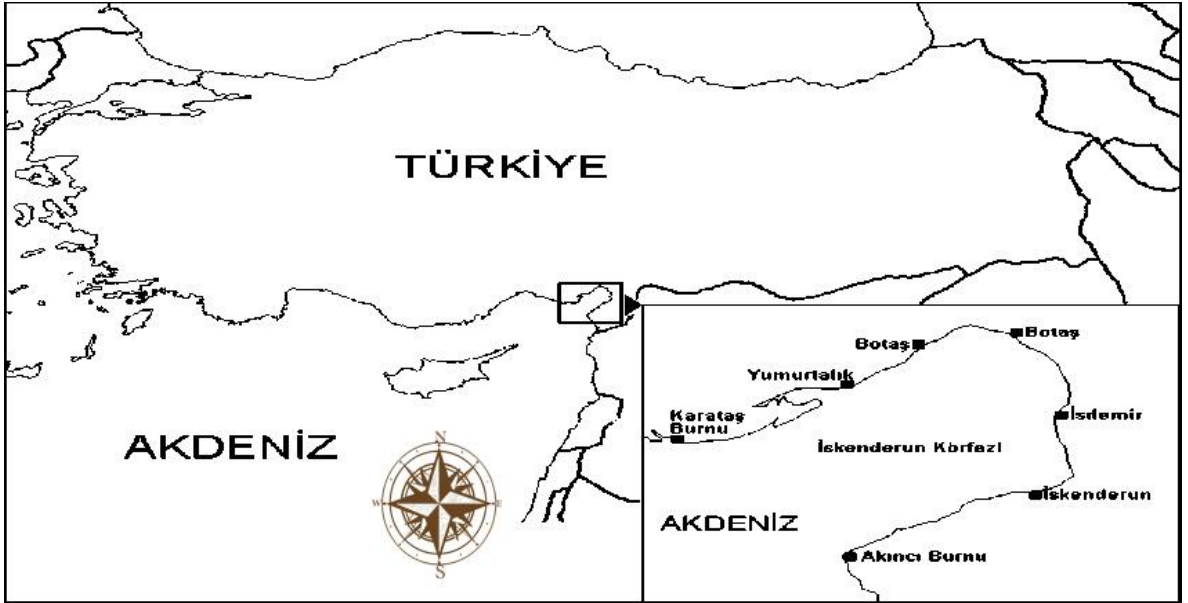 TÜRKİYE
AKDENİZ
N
W
E
S
Botaş
Botaş
Yumurtalık
Karataş
Burnu
İsdemir
İskenderun Körfezi
İskenderun
AKDENİZ
Akıncı Burnu